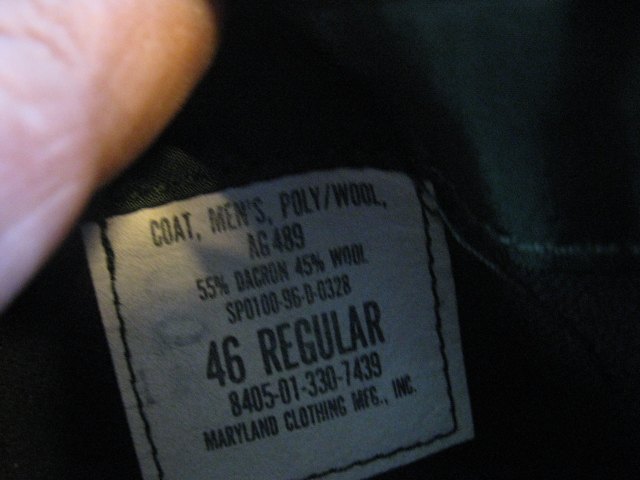 COAT, MEN'S, POLY/WOOL,
AG 489
55% DACRON 45% WOOL
SPO100-96-D-0328
46 REGULAR
8405-01-330-7439
MARYLAND CLOTHING MFG., INC.